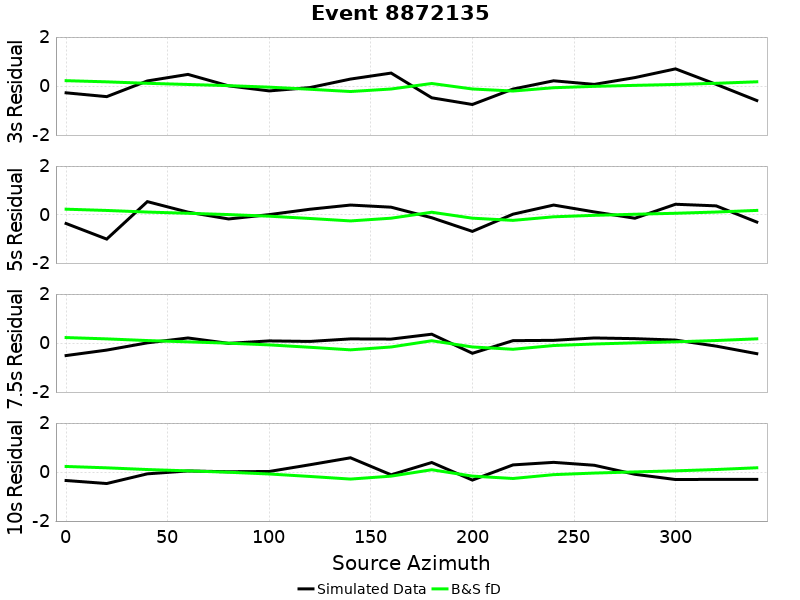 Event 8872135
3s Residual
2
0
-2
5s Residual
2
0
-2
7.5s Residual
2
0
-2
10s Residual
2
0
-2
0 50 100 150 200 250 300
Source Azimuth
Simulated Data B&S fD